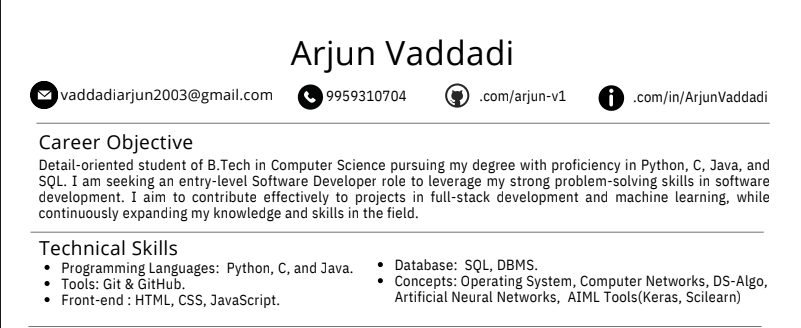 Arjun Vaddadi
vaddadiarjun2003@gmail.com 9959310704 .com/arjun-v1 .com/in/ArjunVaddadi
Career Objective
Detail-oriented student of B.Tech in Computer Science pursuing my degree with proficiency in Python, C, Java, and
SQL. I am seeking an entry-level Software Developer role to leverage my strong problem-solving skills in software
development. I aim to contribute effectively to projects in full-stack development and machine learning, while
continuously expanding my knowledge and skills in the field.
Technical Skills
• Programming Languages: Python, C, and Java.
• Tools: Git & GitHub.
• Front-end : HTML, CSS, JavaScript.
• Database: SQL, DBMS.
• Concepts: Operating System, Computer Networks, DS-Algo,
Artificial Neural Networks, AIML Tools(Keras, Scilearn)